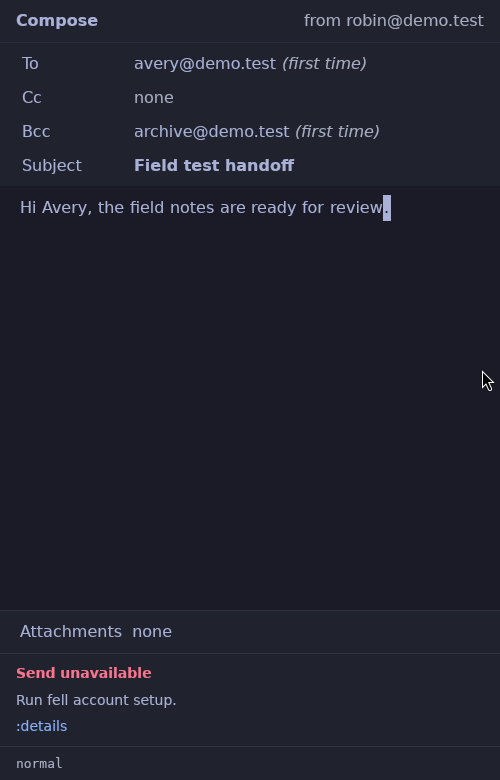 Compose from robin@demo.test
To avery@demo.test (first time)
Cc none
Bcc archive@demo.test (first time)
Subject Field test handoff
Hi Avery, the field notes are ready for review.
Attachments none
Send unavailable
Run fell account setup.
:details
normal